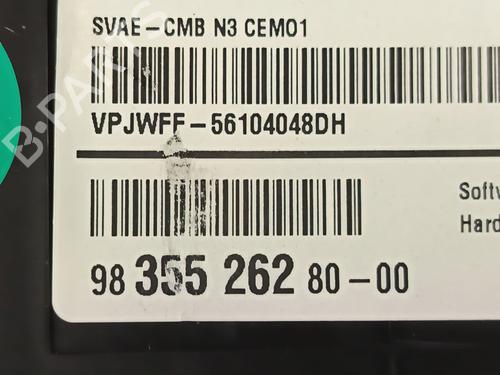 SVAE-CMB N3 CEM01
VPJWFF-56104048DH
Softw
Hard
98 355 262 80-00
B-PARTS